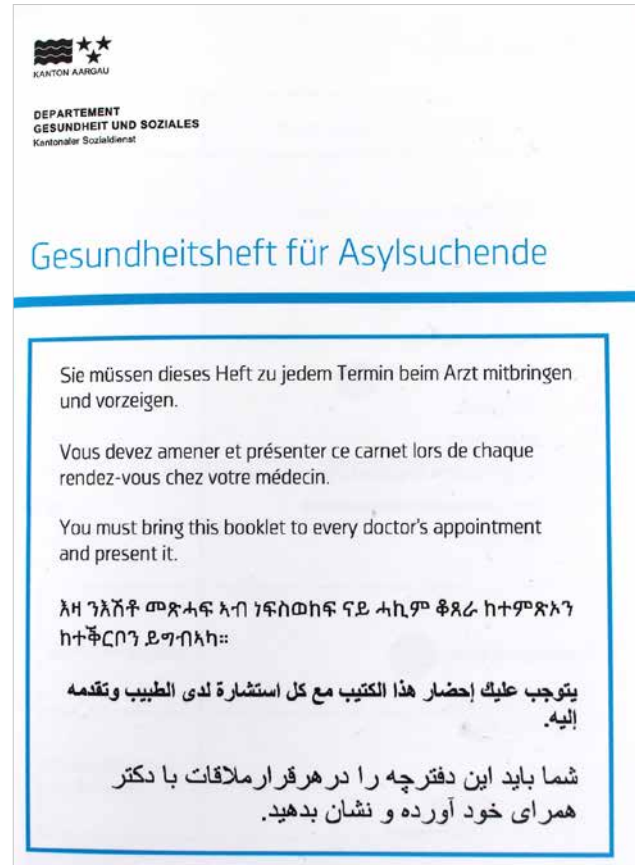 KANTON AARGAU
DEPARTEMENT
GESUNDHEIT UND SOZIALES
Kantonaler Sozialdienst
Gesundheitsheft für Asylsuchende
Sie müssen dieses Heft zu jedem Termin beim Arzt mitbringen
und vorzeigen.
Vous devez amener et présenter ce carnet lors de chaque
rendez-vous chez votre médecin.
You must bring this booklet to every doctor's appointment
and present it.
እዛ ንእሽቶ መጽሓፍ ኣብ ነፍስወከፍ ናይ ሓኪም ቆጸራ ከተምጽኦን
ከተቕርቦን ይግብኣካ።
يتوجب عليك إحضار هذا الكتيب مع كل استشارة لدى الطبيب وتقدمه
إليه.
شما باید این دفترچه را در هر قرار ملاقات با دکتر
همرای خود آورده و نشان بدهید.